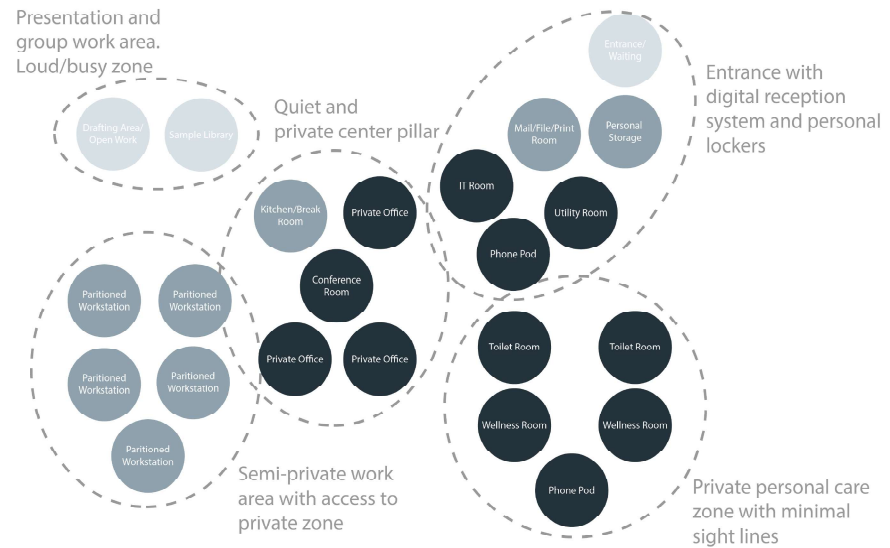 Presentation and
group work area.
Loud/busy zone
Drafting Area/
Open Work
Sample Library
Quiet and
private center pillar
Kitchen/Break
Room
Private Office
Conference
Room
Private Office
Private Office
Entrance/
Waiting
Mail/File/Print
Room
Personal
Storage
IT Room
Utility Room
Phone Pod
Entrance with
digital reception
system and personal
lockers
Paritioned
Workstation
Paritioned
Workstation
Paritioned
Workstation
Paritioned
Workstation
Paritioned
Workstation
Semi-private work
area with access to
private zone
Toilet Room
Toilet Room
Wellness Room
Wellness Room
Phone Pod
Private personal care
zone with minimal
sight lines